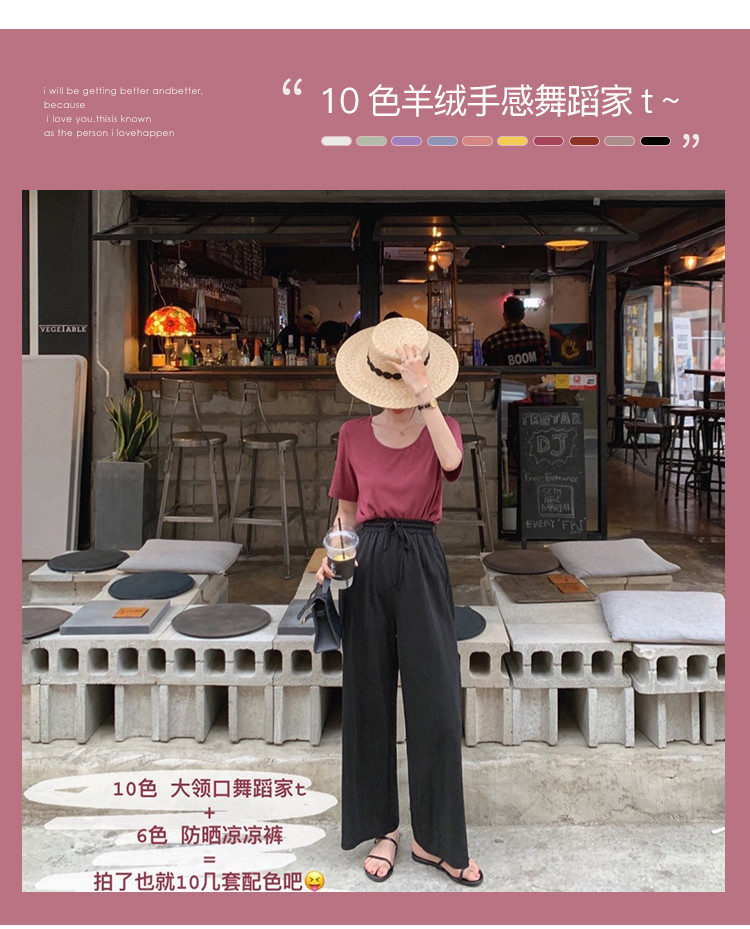 i will be getting better andbetter,
because
i love you.thisis known
as the person i lovehappen
“ 10 色羊绒手感舞蹈家 t ~ ”
VEGETABLE
BOOM
DJ
EVERY FRI
10色 大领口舞蹈家t
+
6色 防晒凉凉裤
=
拍了也就10几套配色吧😝